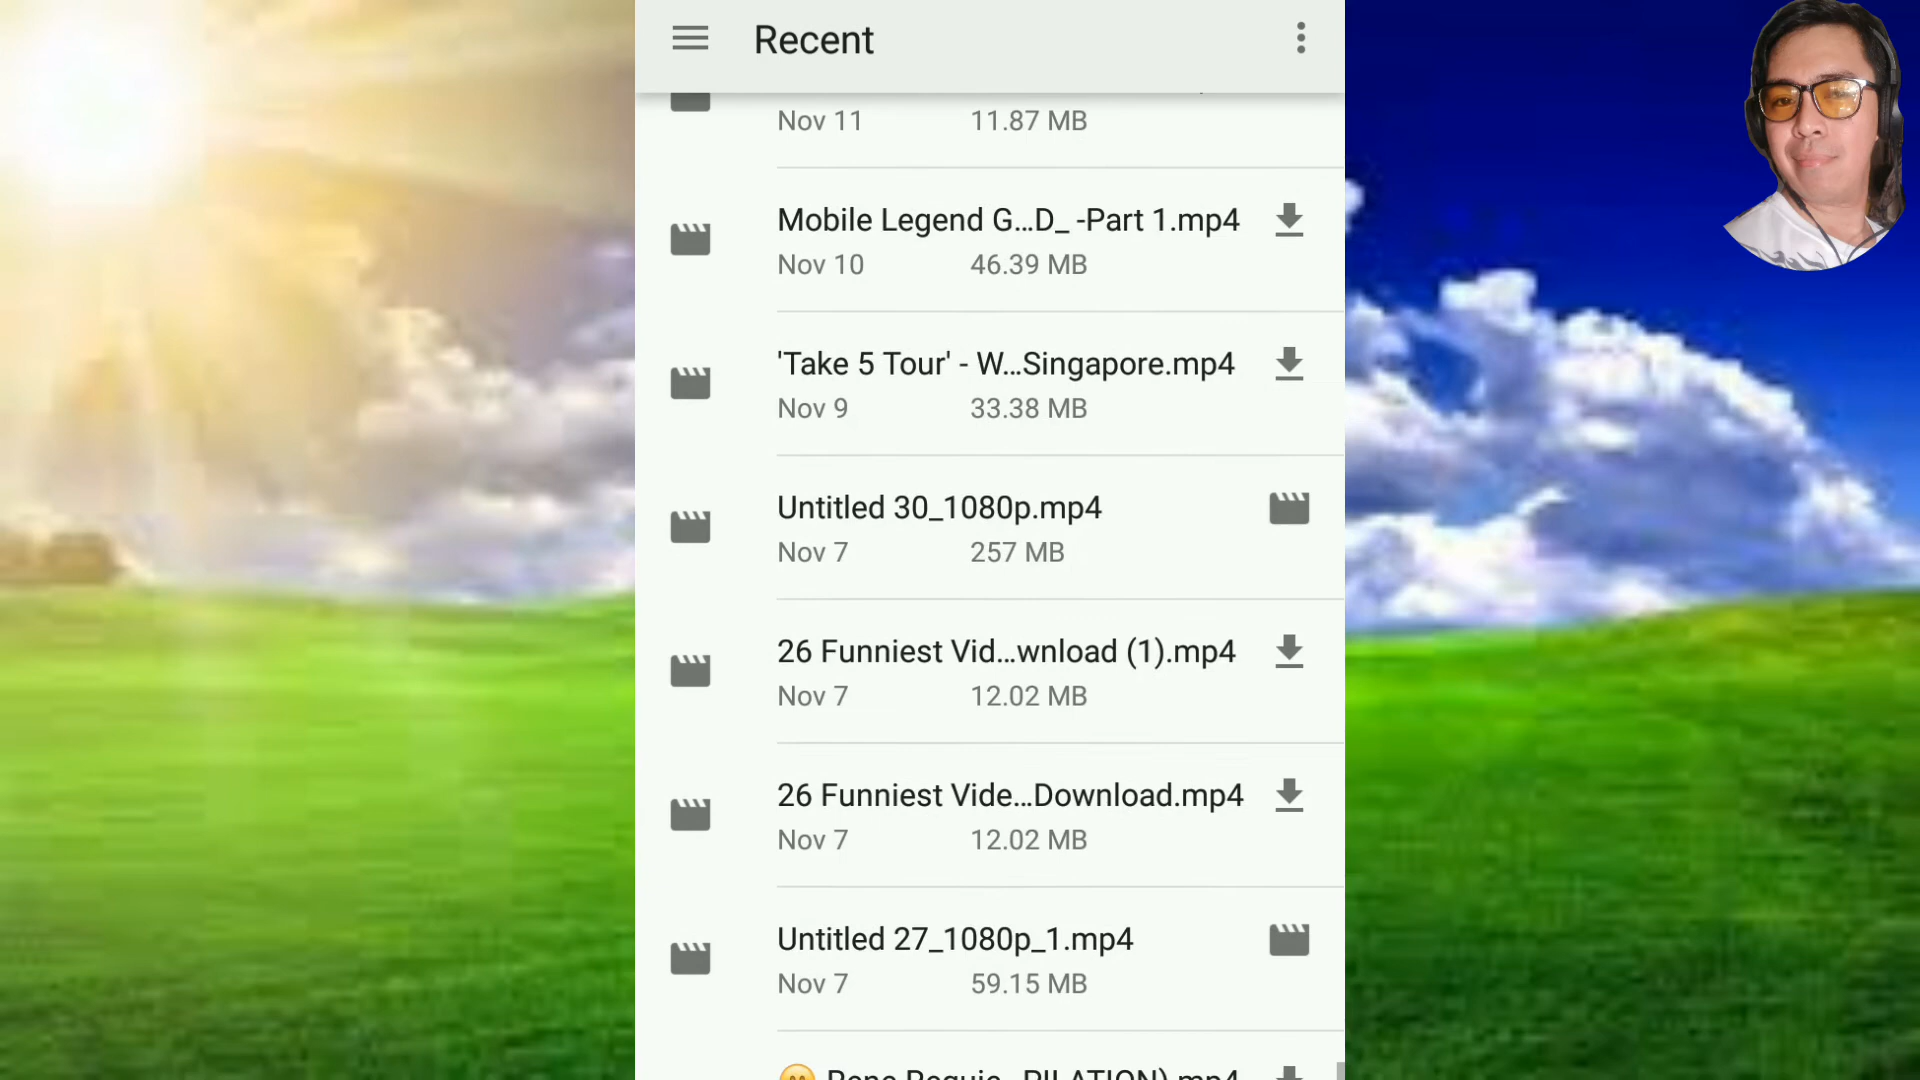 Recent
Nov 11 11.87 MB
Mobile Legend G...D_ -Part 1.mp4
Nov 10 46.39 MB
'Take 5 Tour' - W...Singapore.mp4
Nov 9 33.38 MB
Untitled 30_1080p.mp4
Nov 7 257 MB
26 Funniest Vid...wnload (1).mp4
Nov 7 12.02 MB
26 Funniest Vide...Download.mp4
Nov 7 12.02 MB
Untitled 27_1080p_1.mp4
Nov 7 59.15 MB